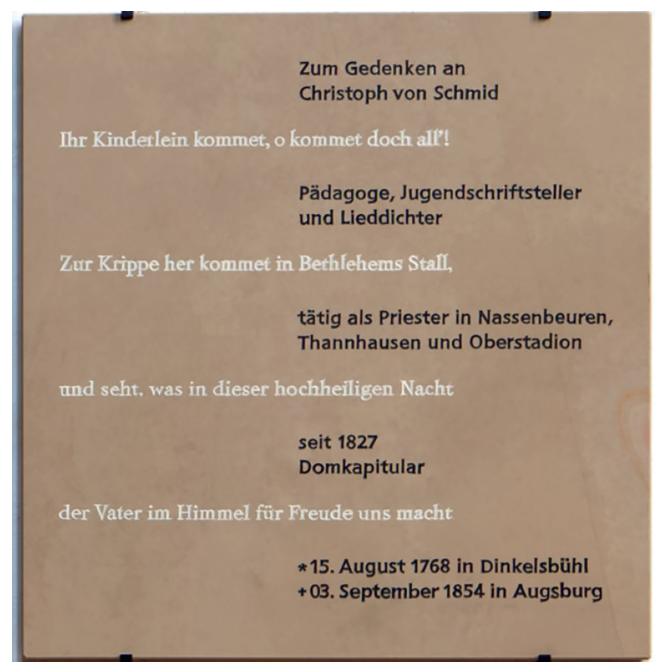 Zum Gedenken an
Christoph von Schmid
Ihr Kinderlein kommet, o kommet doch all'!
Pädagoge, Jugendschriftsteller
und Lieddichter
Zur Krippe her kommet in Bethlehems Stall,
tätig als Priester in Nassenbeuren,
Thannhausen und Oberstadion
und seht. was in dieser hochheiligen Nacht
seit 1827
Domkapitular
der Vater im Himmel für Freude uns macht
*15. August 1768 in Dinkelsbühl
+03. September 1854 in Augsburg